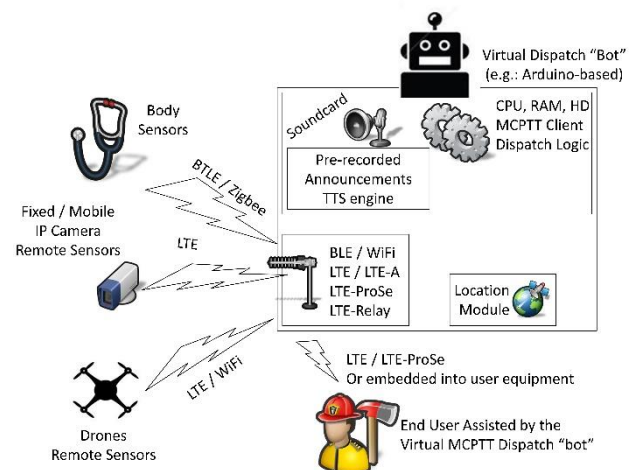 Virtual Dispatch “Bot”
(e.g.: Arduino-based)
Body
Sensors
Soundcard
CPU, RAM, HD
MCPTT Client
Dispatch Logic
Pre-recorded
Announcements
TTS engine
BTLE / Zigbee
Fixed / Mobile
IP Camera
Remote Sensors
LTE
BLE / WiFi
LTE / LTE-A
LTE-ProSe
LTE-Relay
Location
Module
LTE / WiFi
LTE / LTE-ProSe
Or embedded into user equipment
Drones
Remote Sensors
End User Assisted by the
Virtual MCPTT Dispatch “bot”